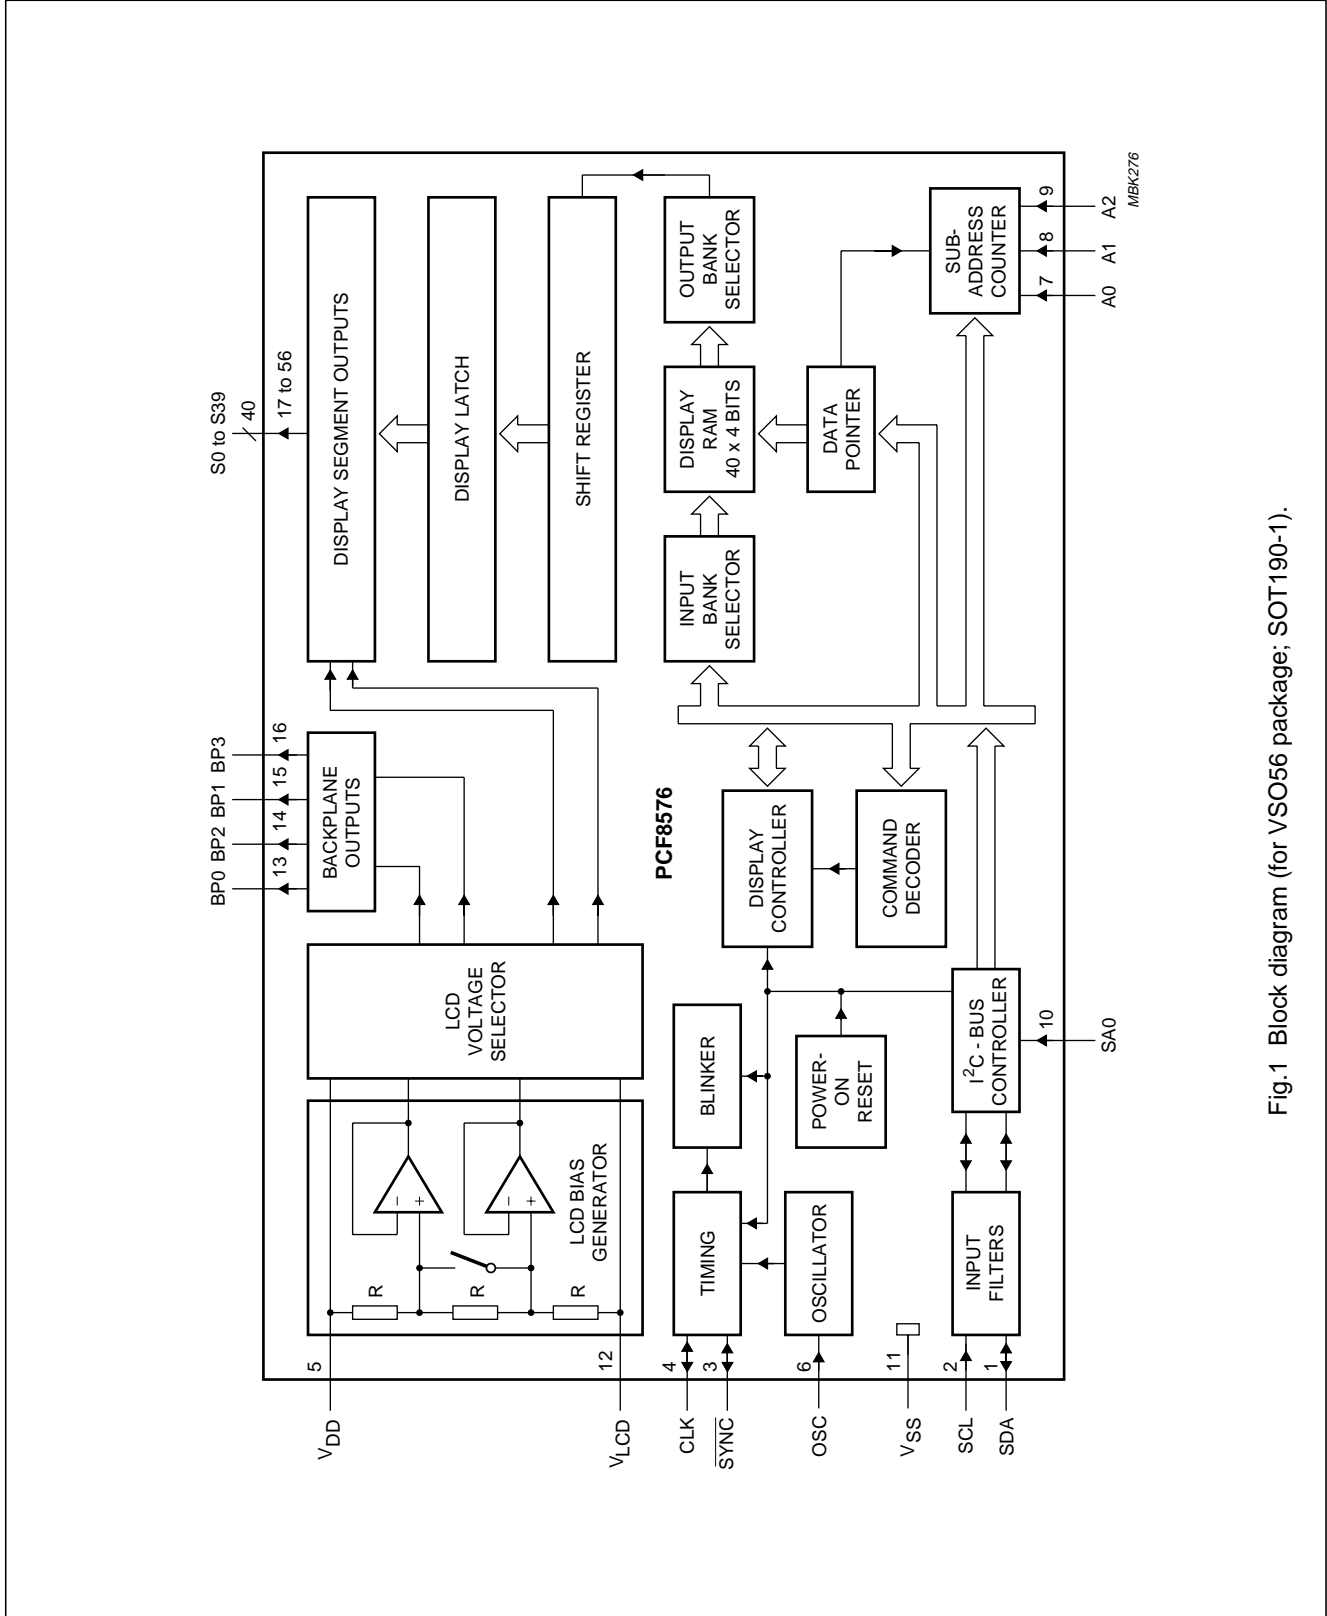 BP0 BP2 BP1 BP3
S0 to S39
40
13 14 15 16
17 to 56
VDD
5
R
R
R
−
+
−
+
LCD BIAS
GENERATOR
VLCD
12
LCD
VOLTAGE
SELECTOR
BACKPLANE
OUTPUTS
DISPLAY SEGMENT OUTPUTS
DISPLAY LATCH
SHIFT REGISTER
PCF8576
CLK
4
SYNC
3
TIMING
BLINKER
DISPLAY
CONTROLLER
INPUT
BANK
SELECTOR
DISPLAY
RAM
40 x 4 BITS
OUTPUT
BANK
SELECTOR
OSC
6
OSCILLATOR
POWER-
ON
RESET
COMMAND
DECODER
DATA
POINTER
VSS
11
SCL
2
SDA
1
INPUT
FILTERS
I2C - BUS
CONTROLLER
SUB-
ADDRESS
COUNTER
10
SA0
7 8 9
A0 A1 A2
MBK276
Fig.1 Block diagram (for VSO56 package; SOT190-1).